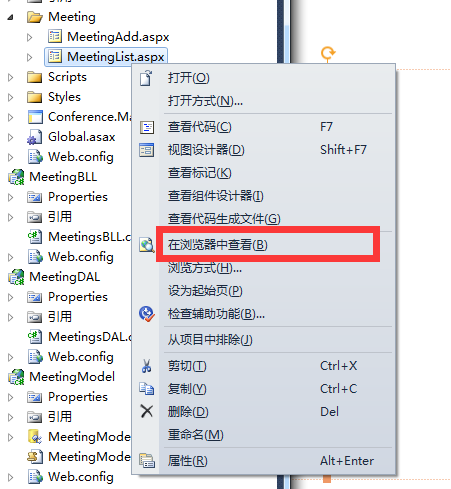 引用
Meeting
MeetingAdd.aspx
MeetingList.aspx
Scripts
Styles
Conference.Ma
Global.asax
Web.config
MeetingBLL
Properties
引用
MeetingsBLL.c
Web.config
MeetingDAL
Properties
引用
MeetingsDAL.c
Web.config
MeetingModel
Properties
引用
MeetingMode
MeetingMode
Web.config
打开(O)
打开方式(N)...
查看代码(C) F7
视图设计器(D) Shift+F7
查看标记(K)
查看组件设计器(I)
查看代码生成文件(G)
在浏览器中查看(B)
浏览方式(H)...
设为起始页(P)
检查辅助功能(B)...
从项目中排除(J)
剪切(T) Ctrl+X
复制(Y) Ctrl+C
删除(D) Del
重命名(M)
属性(R) Alt+Enter